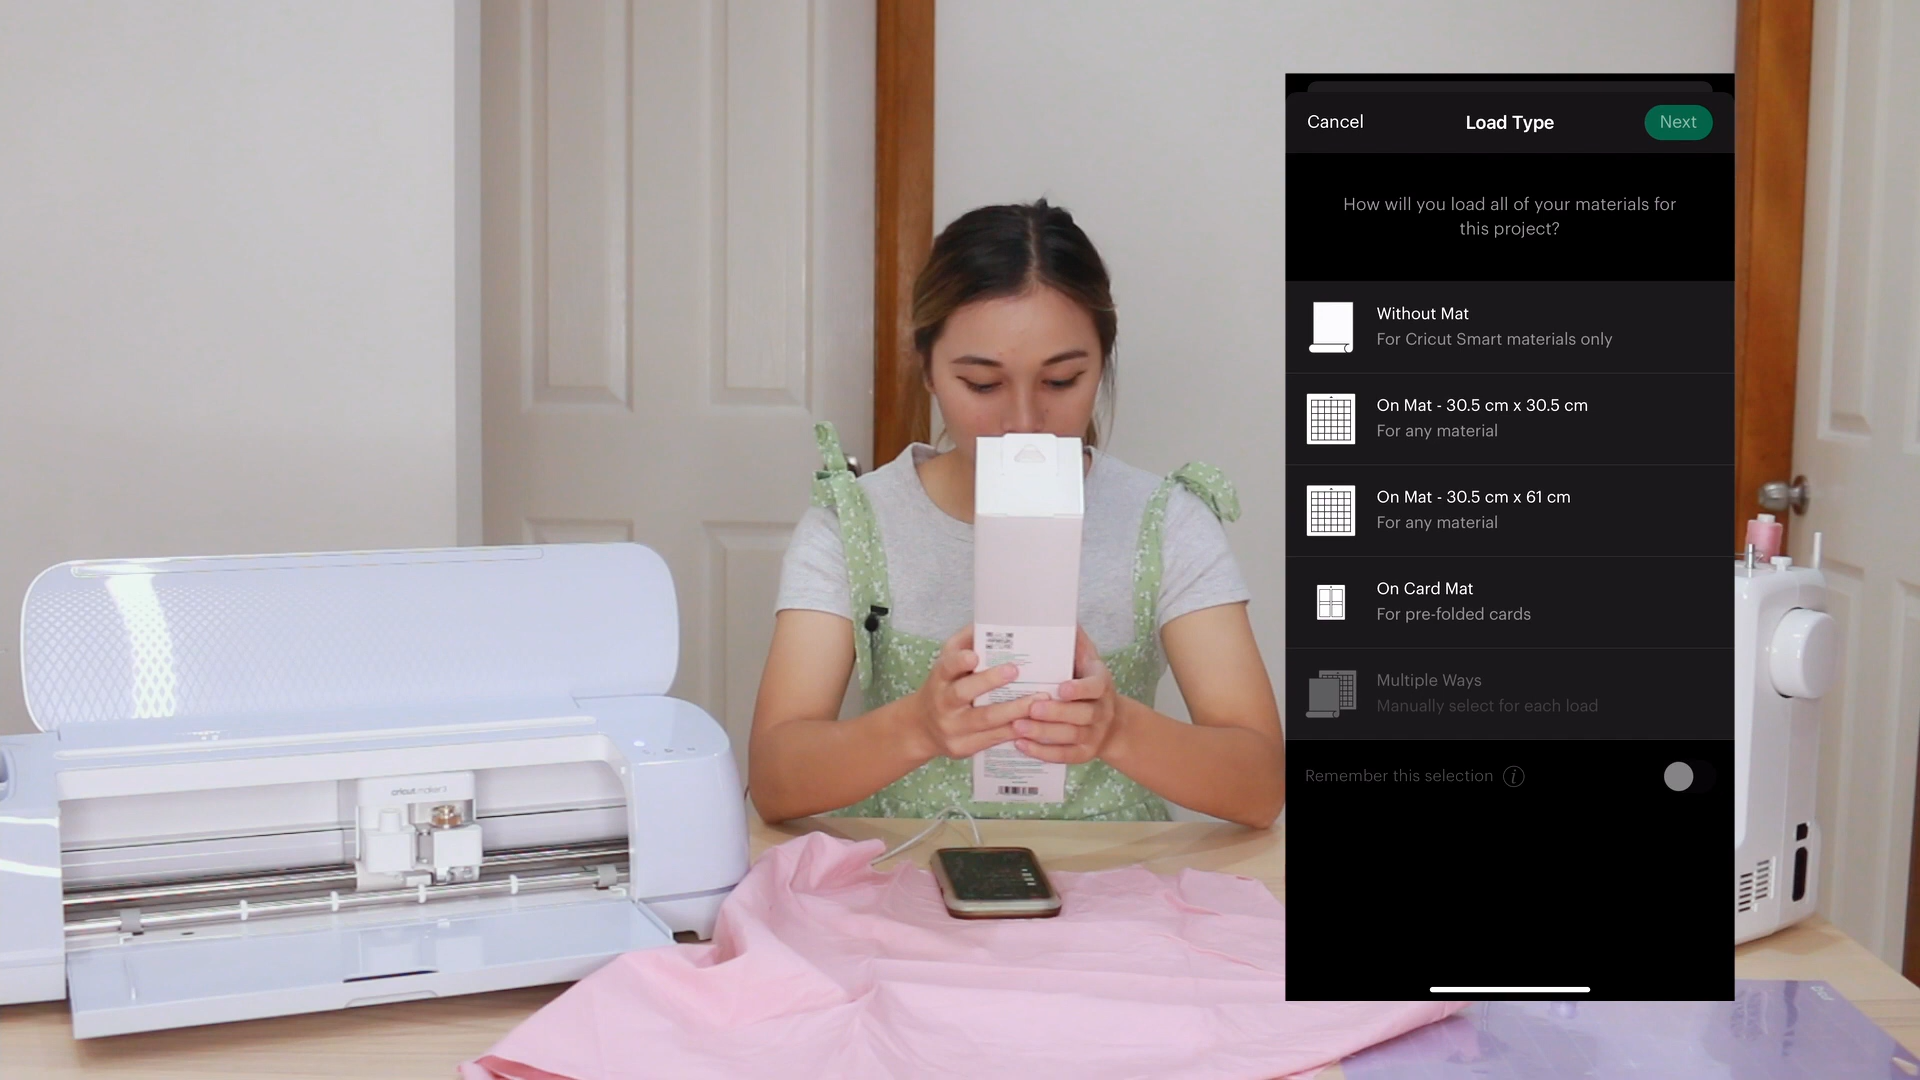 Cancel
Load Type
Next
How will you load all of your materials for
this project?
Without Mat
For Cricut Smart materials only
On Mat - 30.5 cm x 30.5 cm
For any material
On Mat - 30.5 cm x 61 cm
For any material
On Card Mat
For pre-folded cards
Multiple Ways
Manually select for each load
Remember this selection i
cricut maker 3